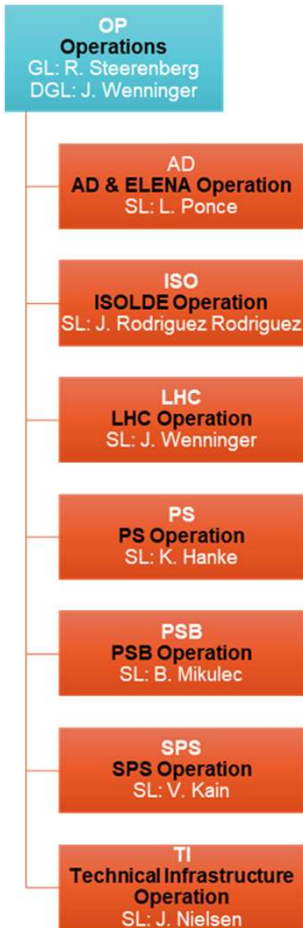 OP
Operations
GL: R. Steerenberg
DGL: J. Wenninger
AD
AD & ELENA Operation
SL: L. Ponce
ISO
ISOLDE Operation
SL: J. Rodriguez Rodriguez
LHC
LHC Operation
SL: J. Wenninger
PS
PS Operation
SL: K. Hanke
PSB
PSB Operation
SL: B. Mikulec
SPS
SPS Operation
SL: V. Kain
TI
Technical Infrastructure
Operation
SL: J. Nielsen